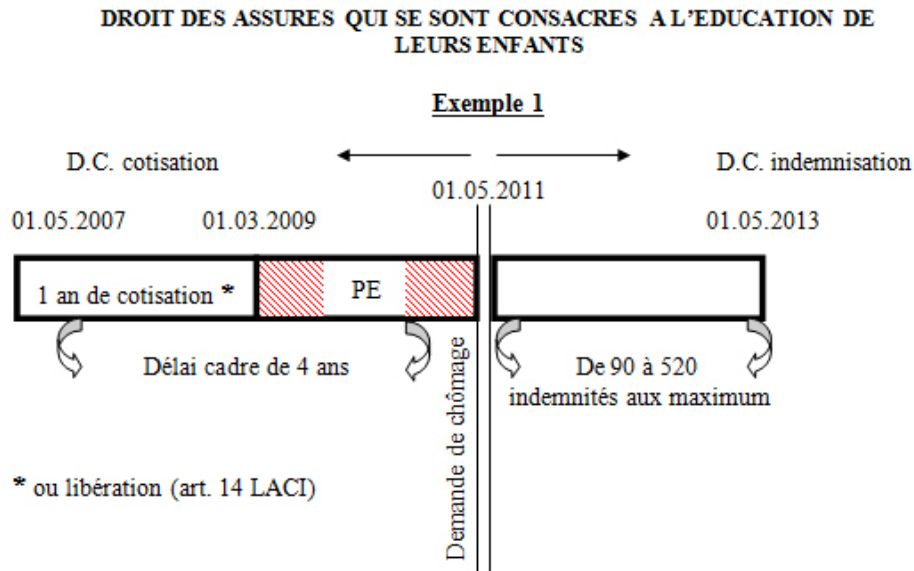 DROIT DES ASSURES QUI SE SONT CONSACRES A L'EDUCATION DE
LEURS ENFANTS
Exemple 1
D.C. cotisation
D.C. indemnisation
01.05.2011
01.05.2007
01.03.2009
01.05.2013
1 an de cotisation *
PE
Délai cadre de 4 ans
Demande de chômage
De 90 à 520
indemnités aux maximum
* ou libération (art. 14 LACI)